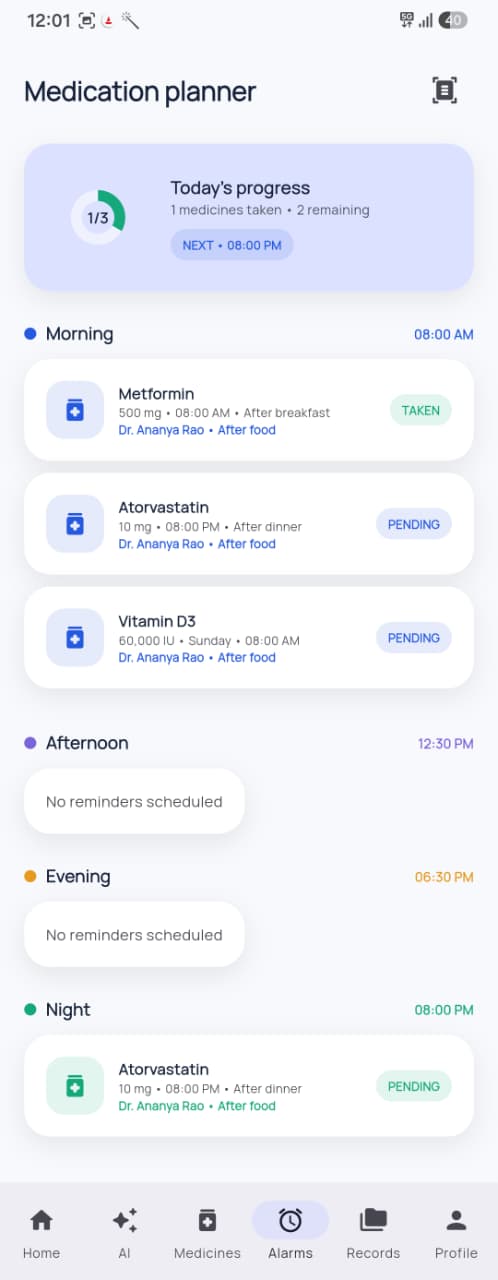 12:01
5G
40
Medication planner
1/3
Today's progress
1 medicines taken • 2 remaining
NEXT • 08:00 PM
Morning 08:00 AM
Metformin
500 mg • 08:00 AM • After breakfast
Dr. Ananya Rao • After food
TAKEN
Atorvastatin
10 mg • 08:00 PM • After dinner
Dr. Ananya Rao • After food
PENDING
Vitamin D3
60,000 IU • Sunday • 08:00 AM
Dr. Ananya Rao • After food
PENDING
Afternoon 12:30 PM
No reminders scheduled
Evening 06:30 PM
No reminders scheduled
Night 08:00 PM
Atorvastatin
10 mg • 08:00 PM • After dinner
Dr. Ananya Rao • After food
PENDING
Home AI Medicines Alarms Records Profile